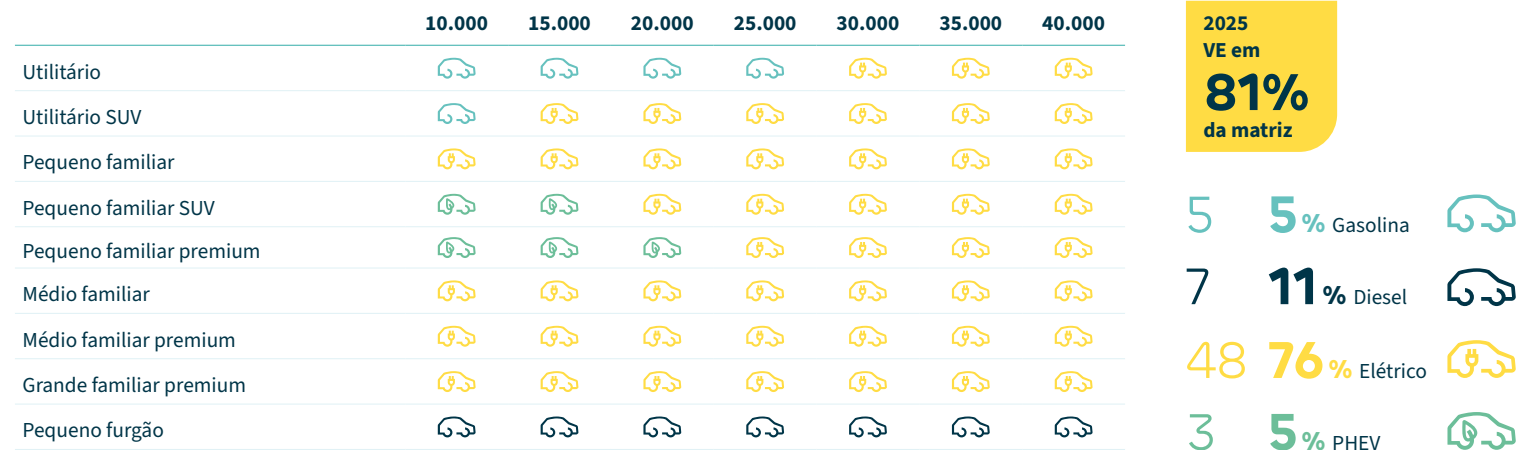 10.000 15.000 20.000 25.000 30.000 35.000 40.000
Utilitário
Utilitário SUV
Pequeno familiar
Pequeno familiar SUV
Pequeno familiar premium
Médio familiar
Médio familiar premium
Grande familiar premium
Pequeno furgão
2025
VE em
81%
da matriz
5 5% Gasolina
7 11% Diesel
48 76% Elétrico
3 5% PHEV